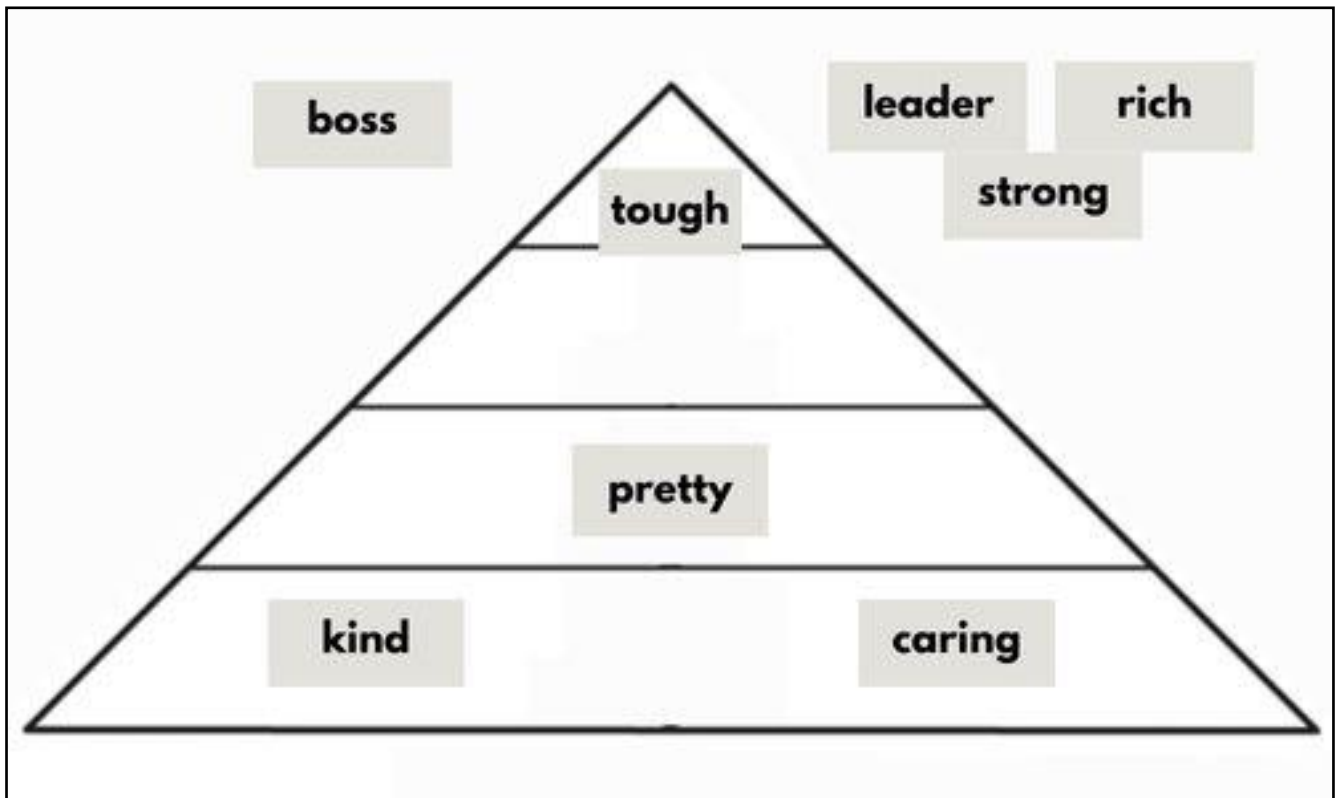 boss
leader
rich
strong
tough
pretty
kind
caring